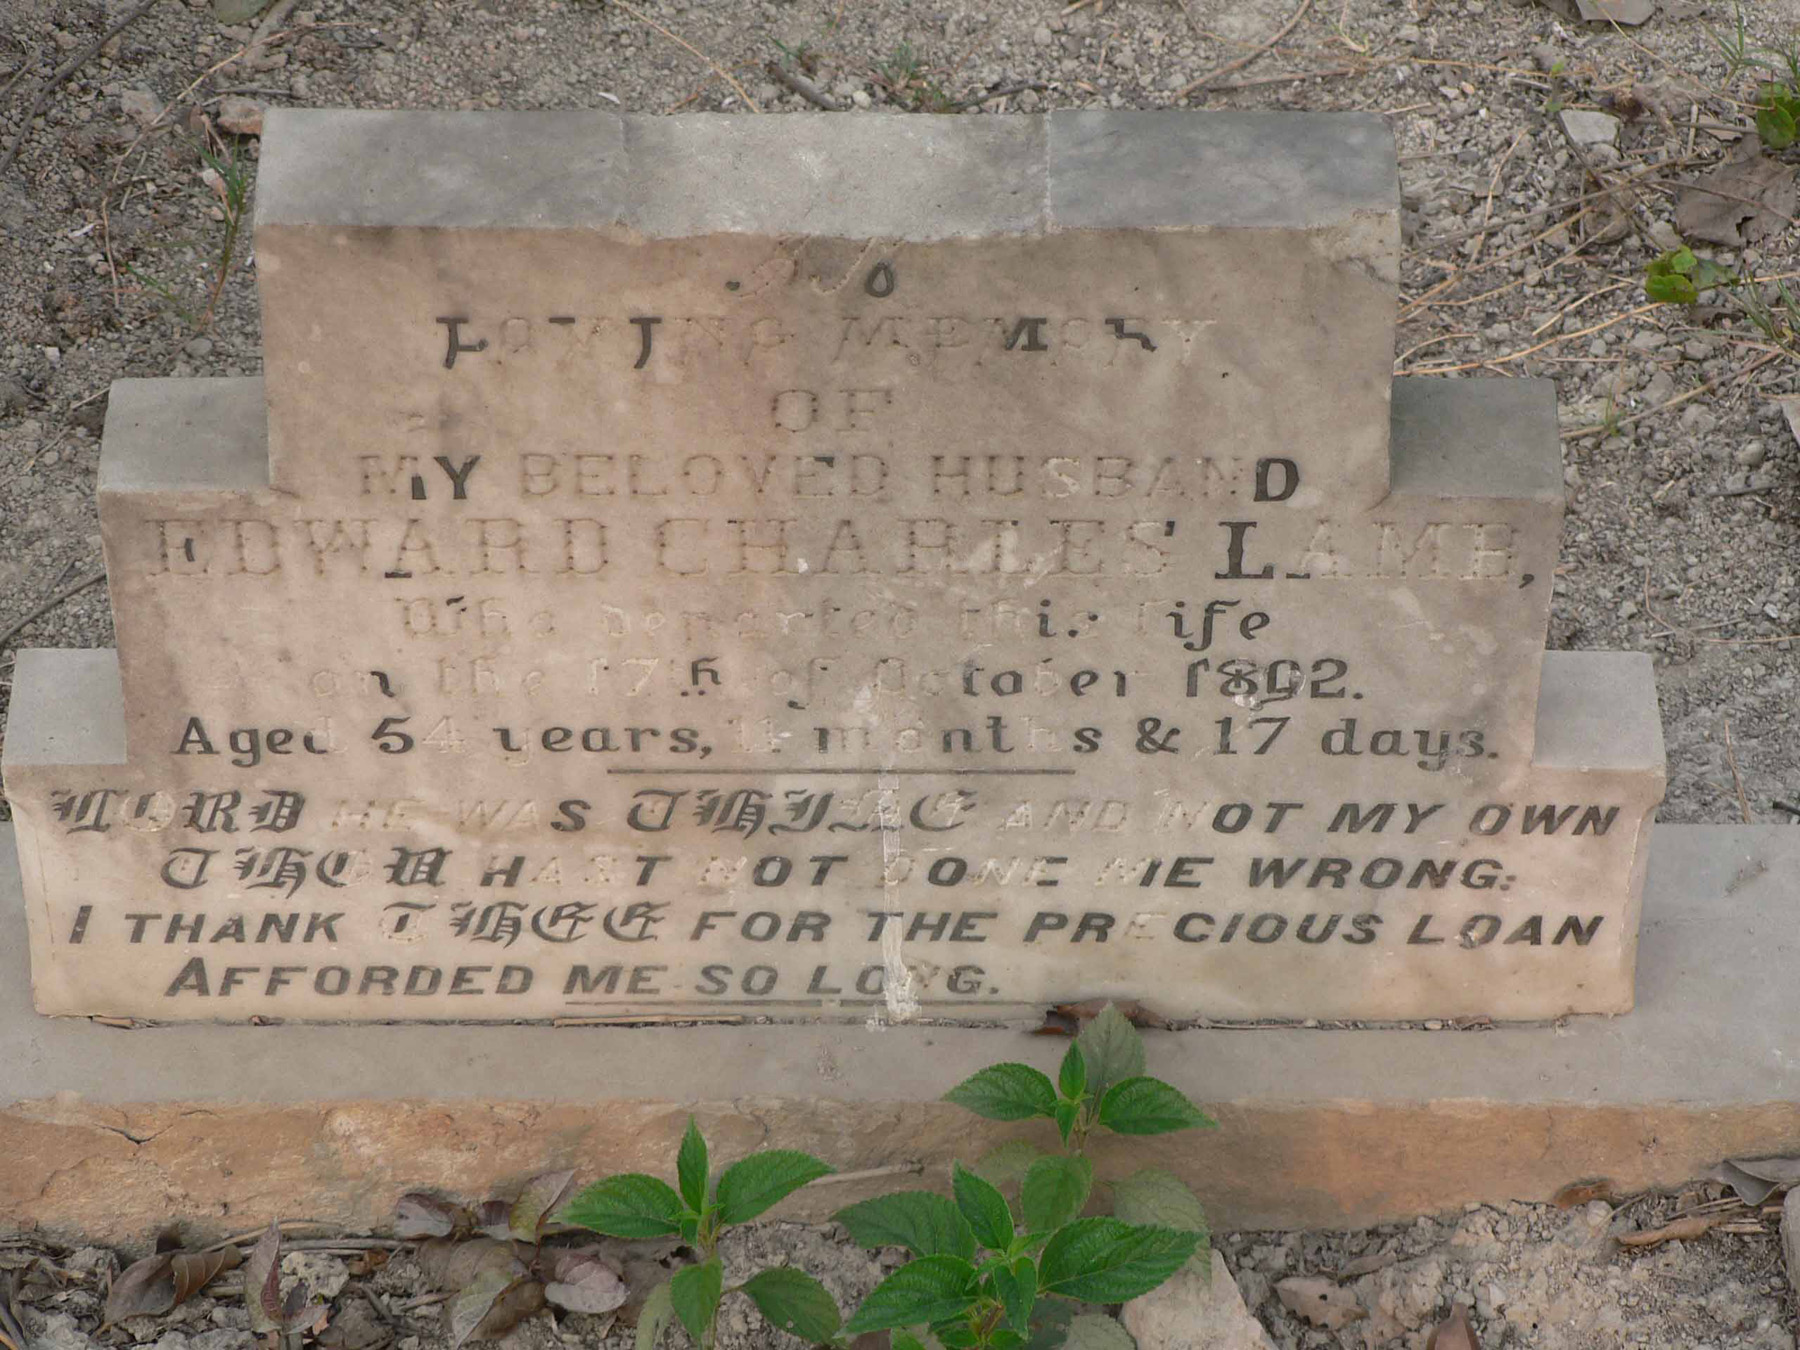 To
LOVING MEMORY
OF
MY BELOVED HUSBAND
EDWARD CHARLES LAMB,
Who departed this life
on the 17th of October 1892.
Aged 54 years, 11 months & 17 days.
LORD HE WAS THINE AND NOT MY OWN
THOU HAST NOT DONE ME WRONG:
I THANK THEE FOR THE PRECIOUS LOAN
AFFORDED ME SO LONG.